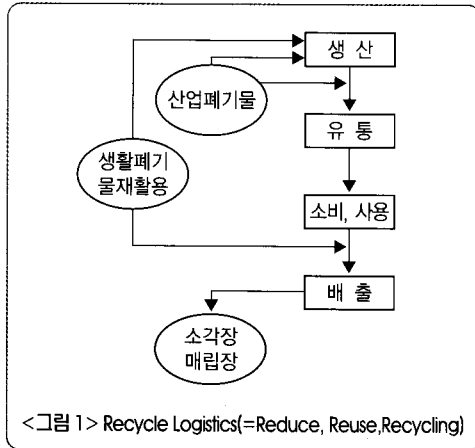 생 산
산업폐기물
유 통
생활폐기
물재활용
소비, 사용
배 출
소각장
매립장
<그림 1> Recycle Logistics(=Reduce, Reuse,Recycling)